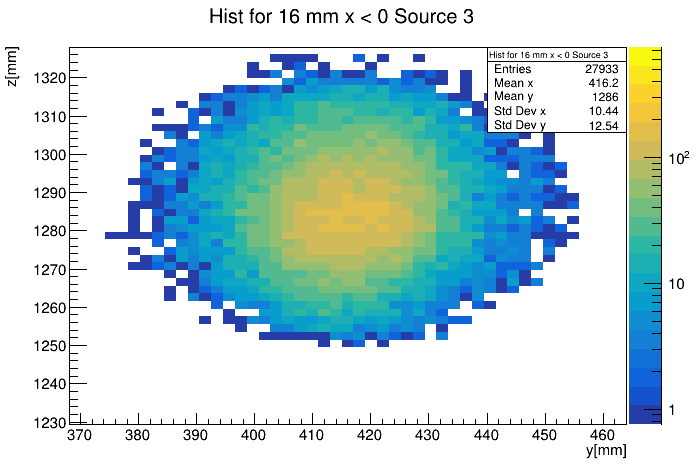 Hist for 16 mm x < 0 Source 3
z[mm]
Hist for 16 mm x < 0 Source 3
Entries 27933
Mean x 416.2
Mean y 1286
Std Dev x 10.44
Std Dev y 12.54
1320
1310
1300
1290
1280
1270
1260
1250
1240
1230
10²
10
1
370 380 390 400 410 420 430 440 450 460
y[mm]